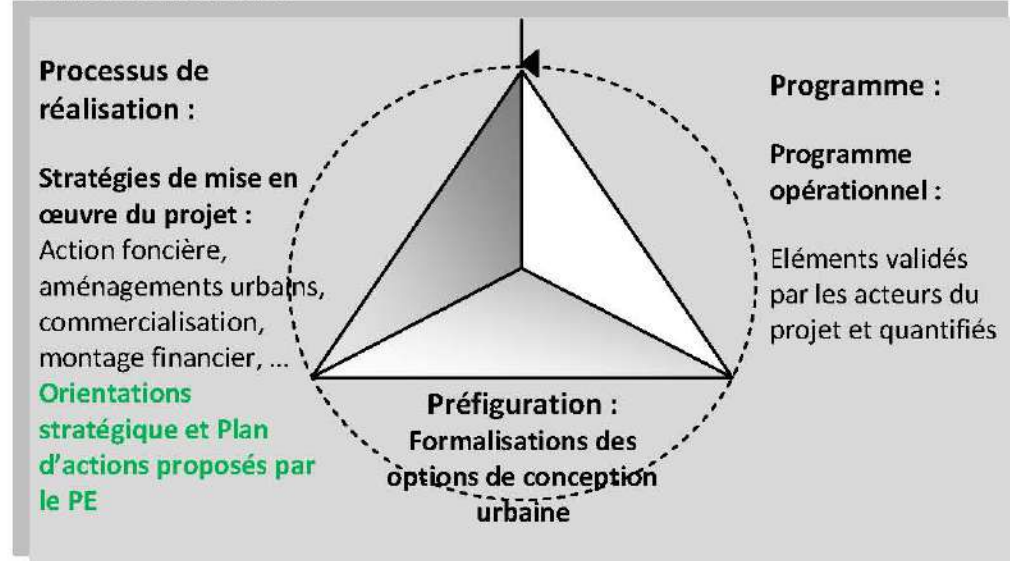 Processus de
réalisation :
Stratégies de mise en
œuvre du projet :
Action foncière,
aménagements urbains,
commercialisation,
montage financier, ...
Orientations
stratégique et Plan
d’actions proposés par
le PE
Programme :
Programme
opérationnel :
Eléments validés
par les acteurs du
projet et quantifiés
Préfiguration :
Formalisations des
options de conception
urbaine